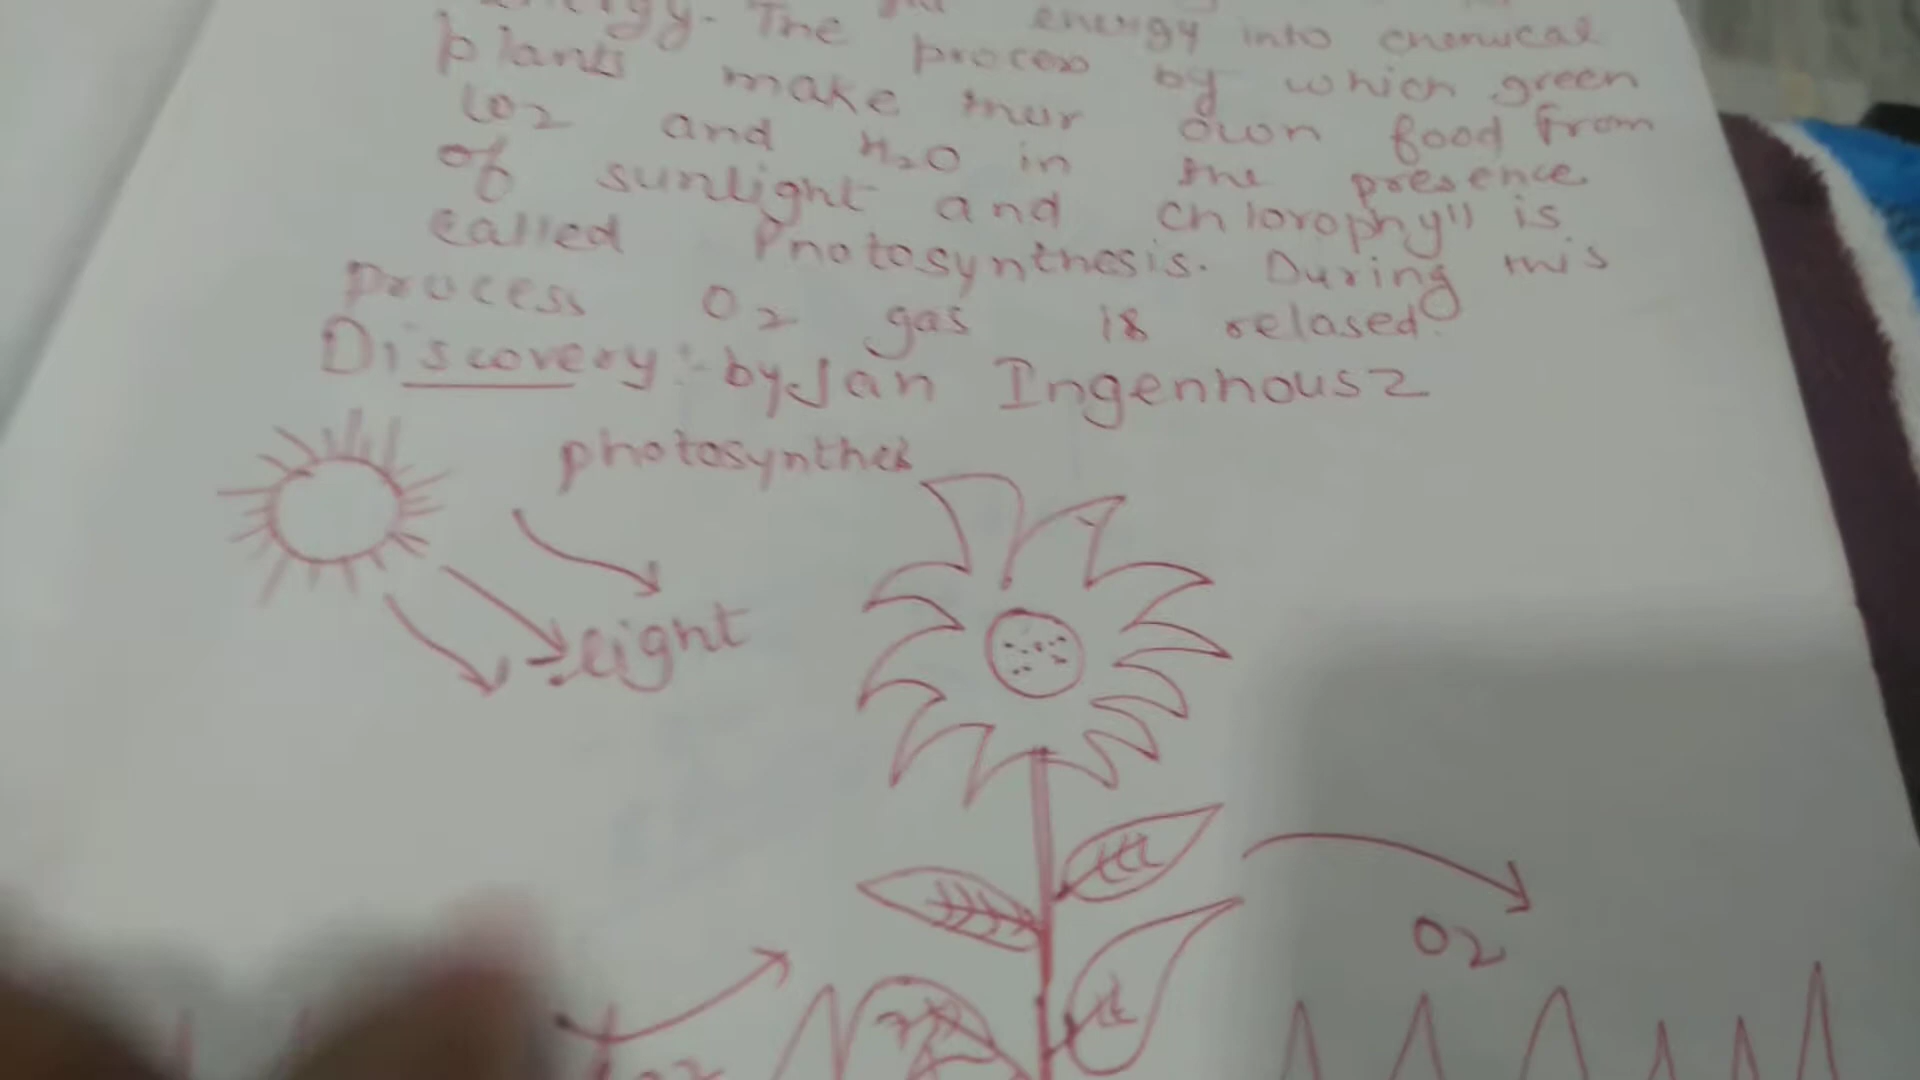 energy into chemical
energy. The process by which green
plants make their own food from
CO2 and H2O in the presence
of sunlight and chlorophyll is
called Photosynthesis. During this
process O2 gas is relased.
Discovery :- by Jan Ingenhousz
photosynthes
Light
O2